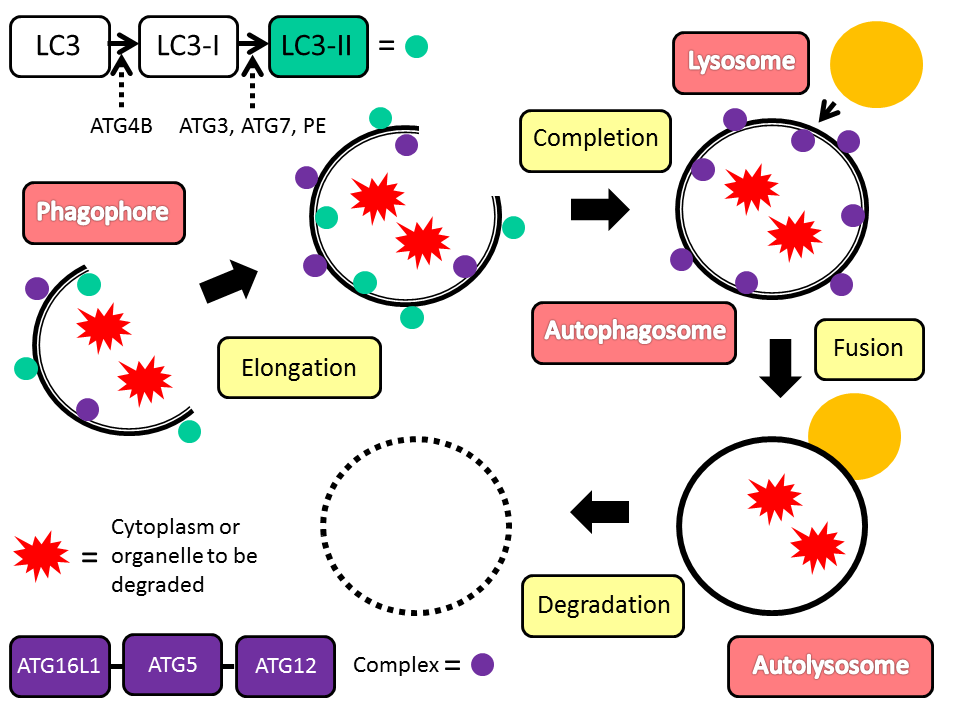 LC3
LC3-I
LC3-II
=
ATG4B
ATG3, ATG7, PE
Lysosome
Completion
Phagophore
Elongation
Autophagosome
Fusion
= Cytoplasm or
organelle to be
degraded
Degradation
ATG16L1
ATG5
ATG12
Complex =
Autolysosome